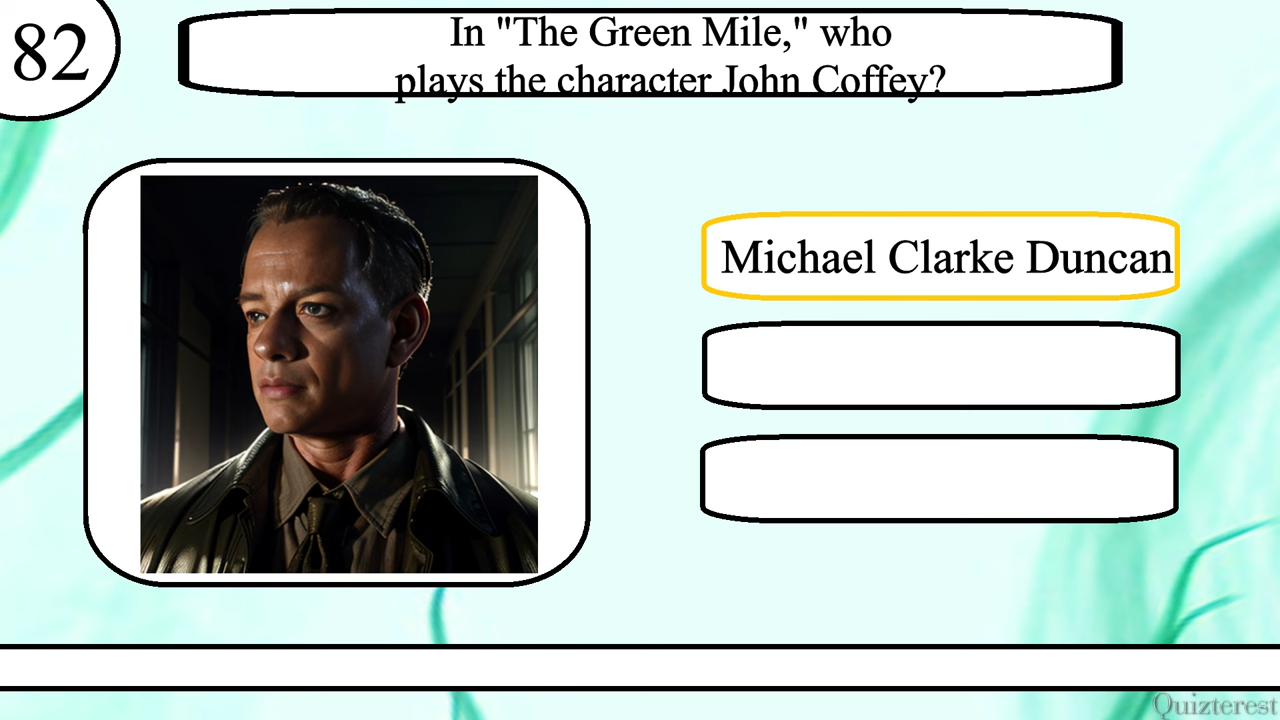 82
In "The Green Mile," who
plays the character John Coffey?
Michael Clarke Duncan
Quizterest